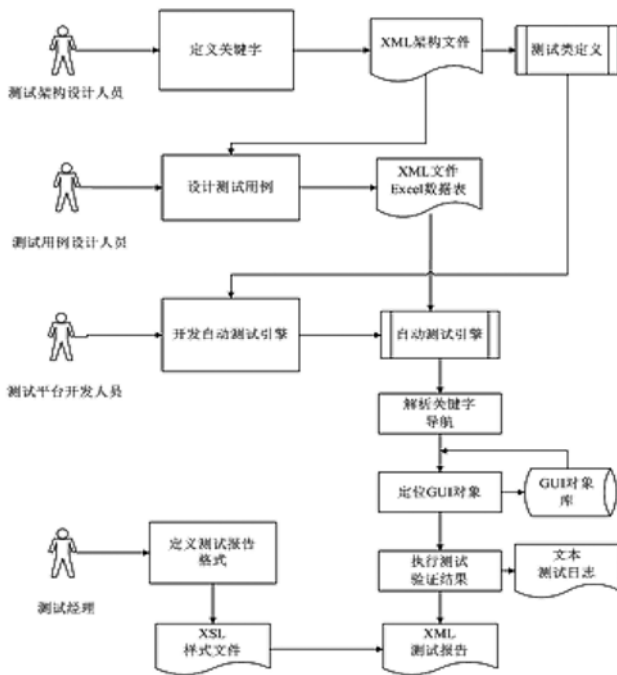 定义关键字
XML架构文件
测试类定义
测试架构设计人员
设计测试用例
XML文件
Excel数据表
测试用例设计人员
开发自动测试引擎
自动测试引擎
测试平台开发人员
解析关键字
导航
定位GUI对象
GUI对象
库
定义测试报告
格式
执行测试
验证结果
文本
测试日志
测试经理
XSL
样式文件
XML
测试报告